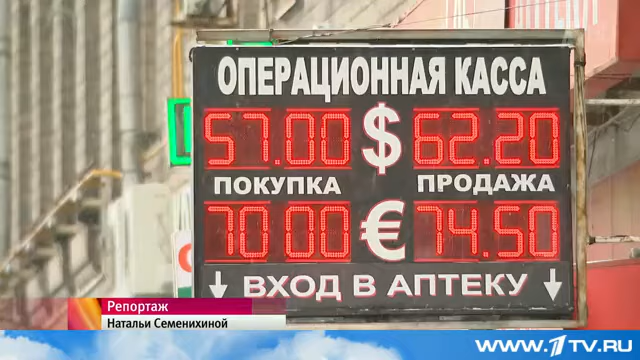 ОПЕРАЦИОННАЯ КАССА
57.00 $ 62.20
ПОКУПКА ПРОДАЖА
70.00 € 74.50
↓ ВХОД В АПТЕКУ ↓
Репортаж
Натальи Семенихиной
www.1TV.RU